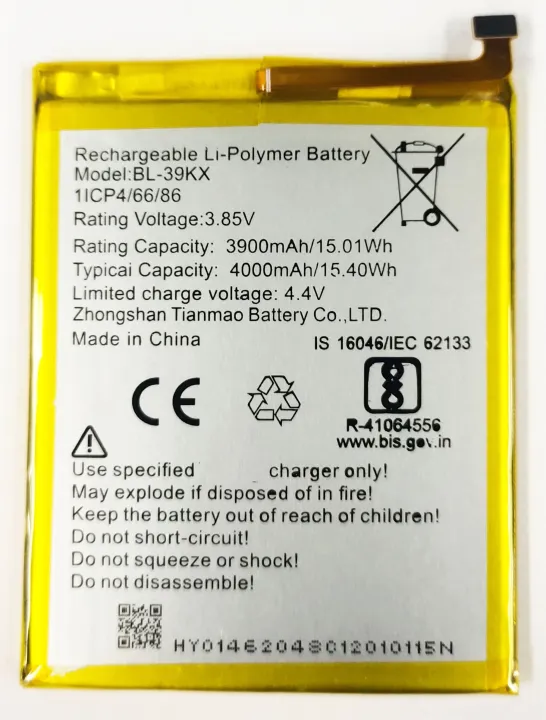 Rechargeable Li-Polymer Battery
Model:BL-39KX
1ICP4/66/86
Rating Voltage:3.85V
Rating Capacity: 3900mAh/15.01Wh
Typicai Capacity: 4000mAh/15.40Wh
Limited charge voltage: 4.4V
Zhongshan Tianmao Battery Co.,LTD.
Made in China
IS 16046/IEC 62133
CE
R-41064556
www.bis.gov.in
Use specified charger only!
May explode if disposed of in fire!
Keep the battery out of reach of children!
Do not short-circuit!
Do not squeeze or shock!
Do not disassemble!
HY01462048012010115N